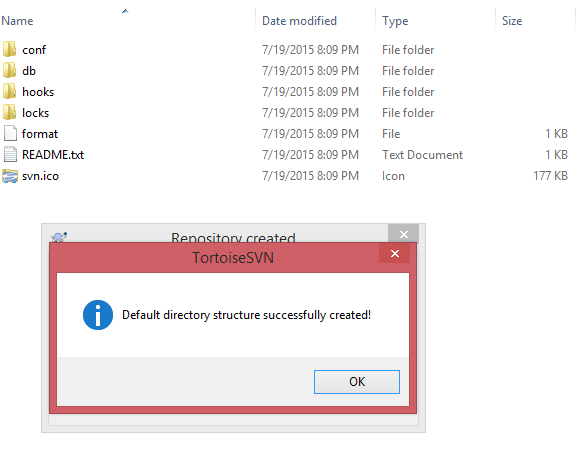 Name Date modified Type Size
conf 7/19/2015 8:09 PM File folder
db 7/19/2015 8:09 PM File folder
hooks 7/19/2015 8:09 PM File folder
locks 7/19/2015 8:09 PM File folder
format 7/19/2015 8:09 PM File 1 KB
README.txt 7/19/2015 8:09 PM Text Document 1 KB
svn.ico 7/19/2015 8:09 PM Icon 177 KB
Repository created
TortoiseSVN
Default directory structure successfully created!
OK